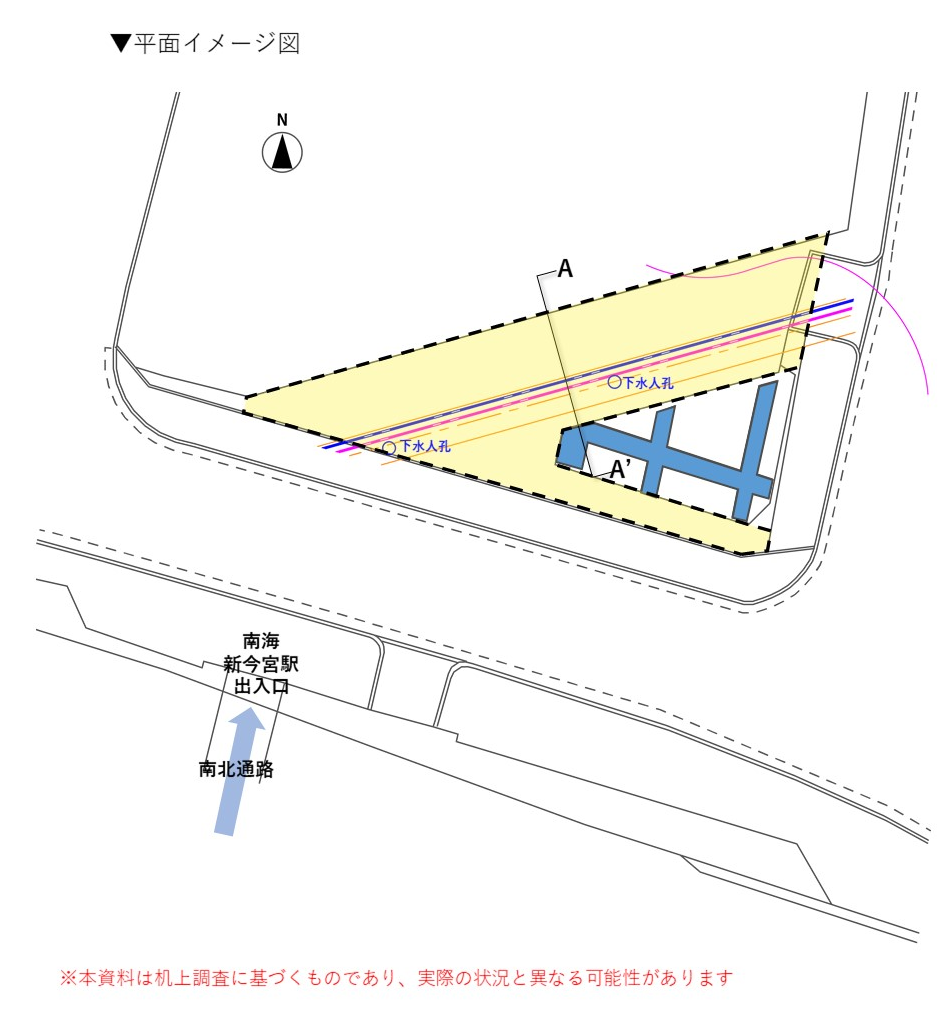 ▼平面イメージ図
N
A
下水人孔
下水人孔
A’
南海
新今宮駅
出入口
南北通路
※本資料は机上調査に基づくものであり、実際の状況と異なる可能性があります